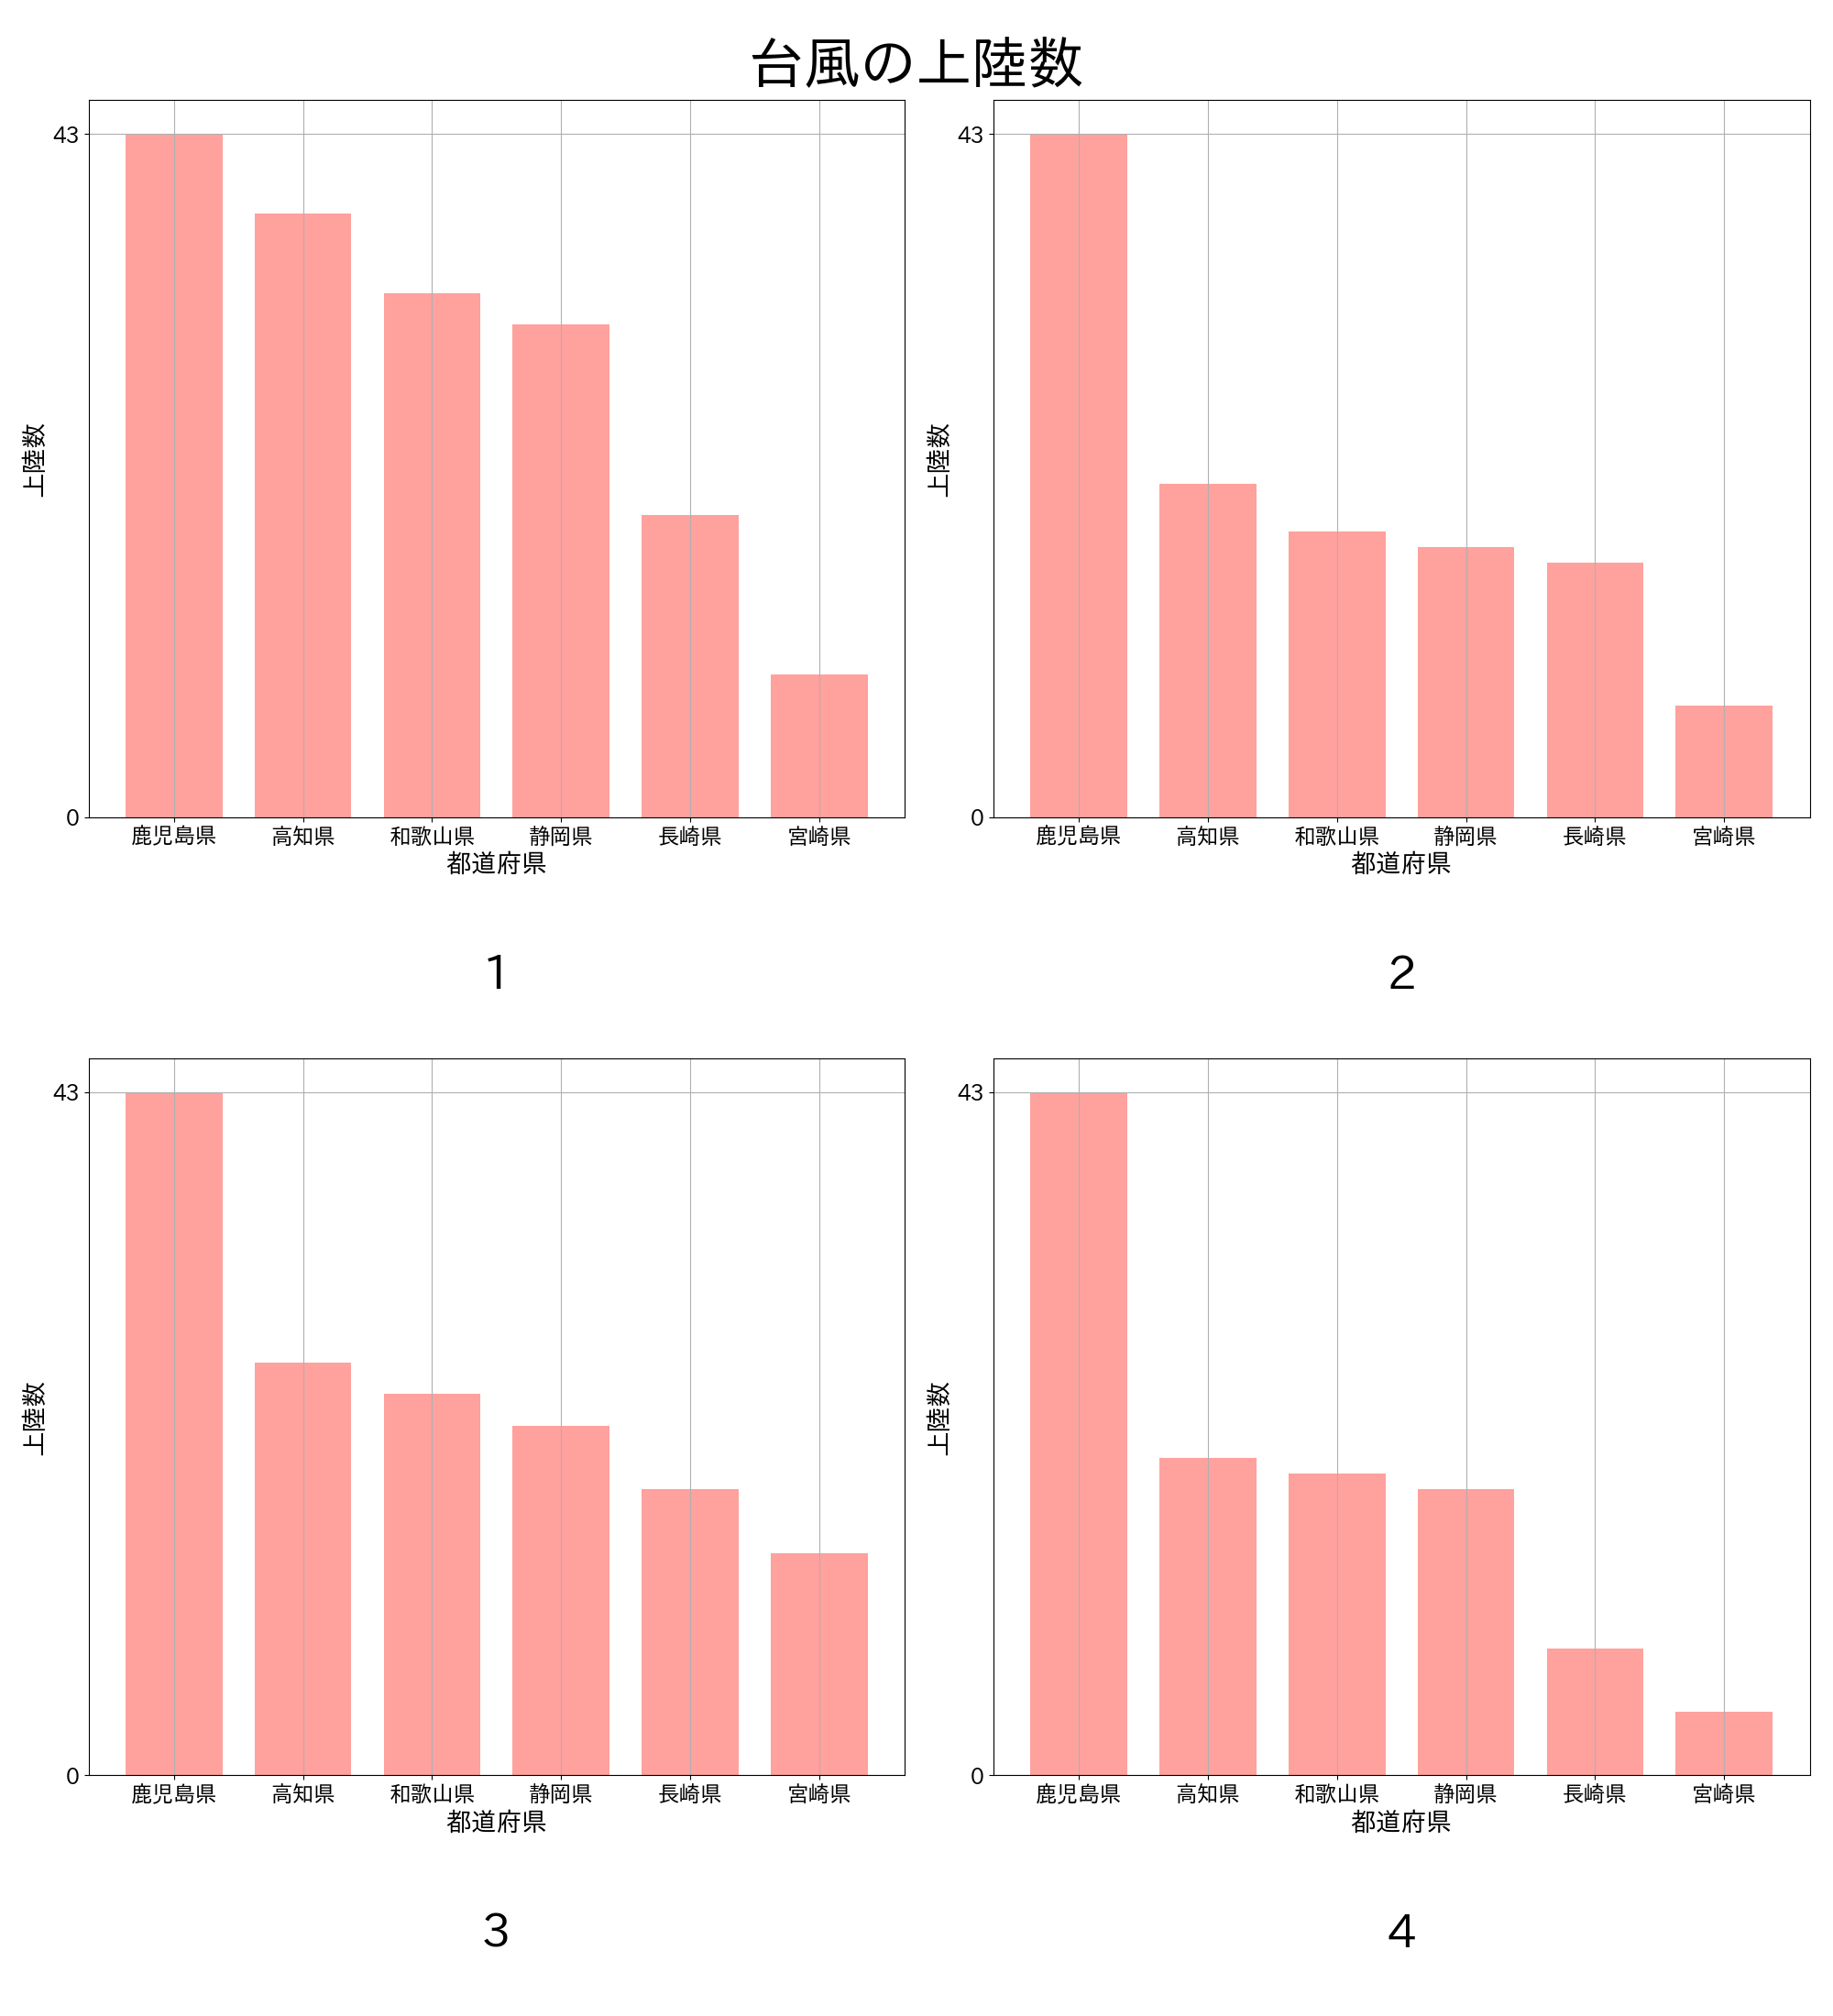 台風の上陸数
43
0
上陸数
鹿児島県 高知県 和歌山県 静岡県 長崎県 宮崎県
都道府県
1
43
0
上陸数
鹿児島県 高知県 和歌山県 静岡県 長崎県 宮崎県
都道府県
2
43
0
上陸数
鹿児島県 高知県 和歌山県 静岡県 長崎県 宮崎県
都道府県
3
43
0
上陸数
鹿児島県 高知県 和歌山県 静岡県 長崎県 宮崎県
都道府県
4